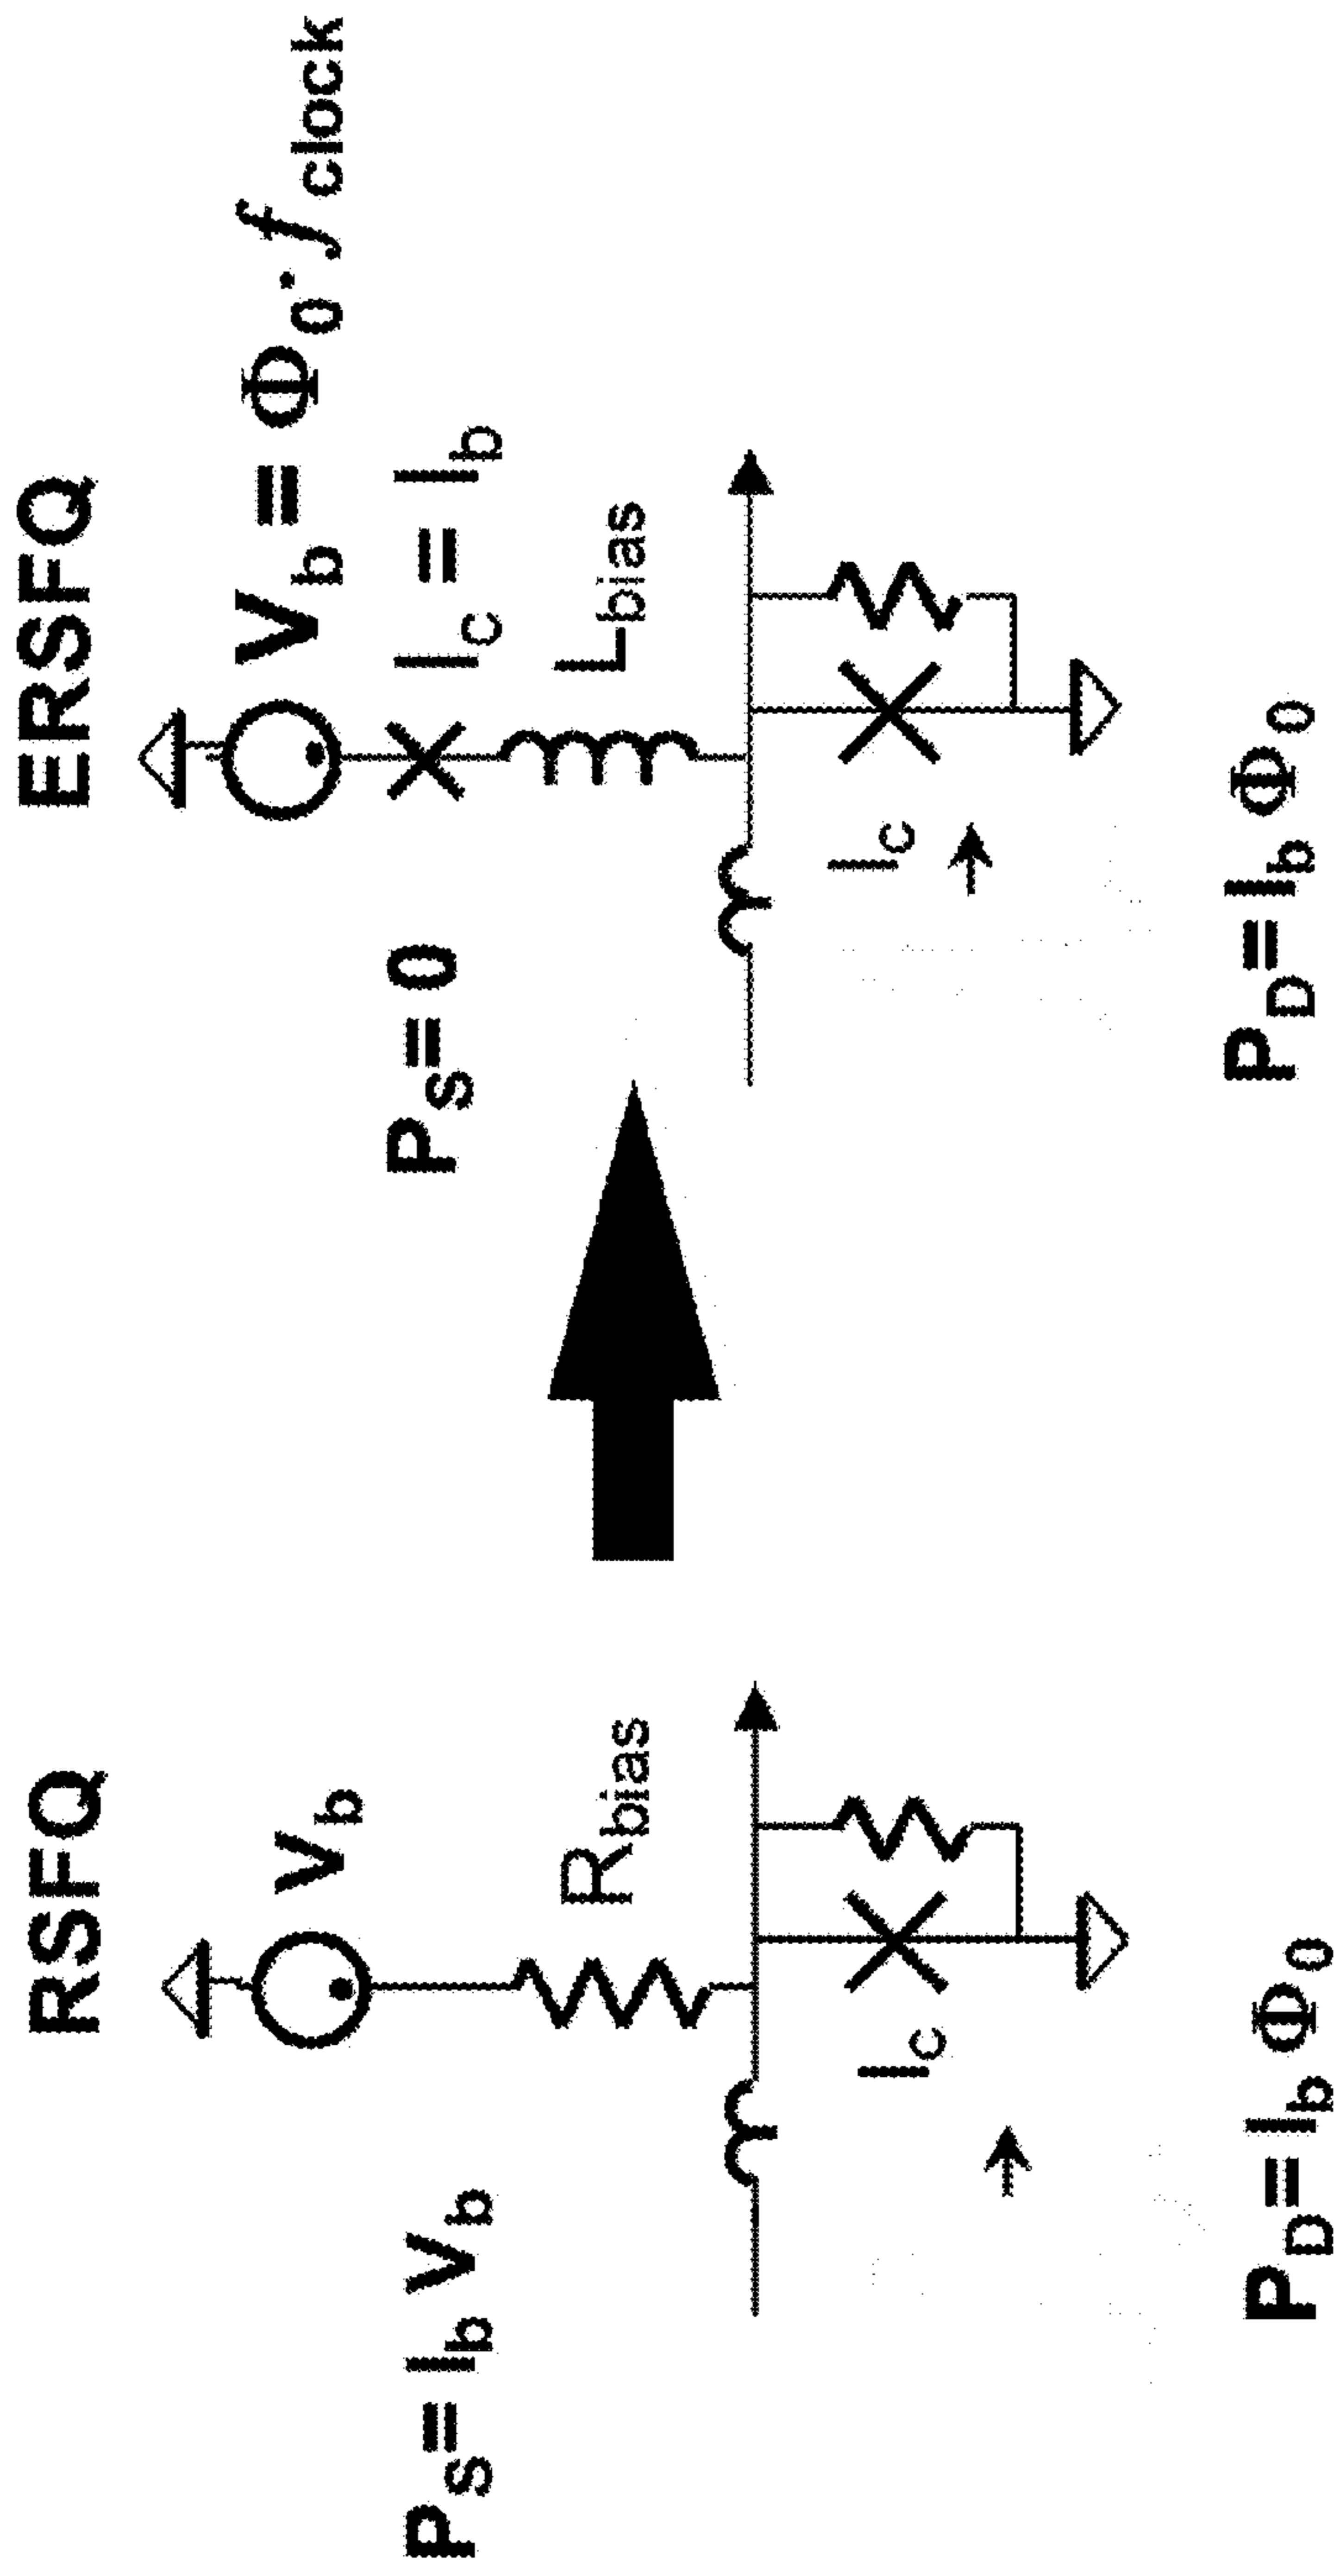 RSFQ
V_b
P_S = I_b V_b
R_bias
I_C
P_D = I_b Φ_0
ERSFQ
V_b = Φ_0 · f_clock
I_C = I_b
P_S = 0
L_bias
I_C
P_D = I_b Φ_0